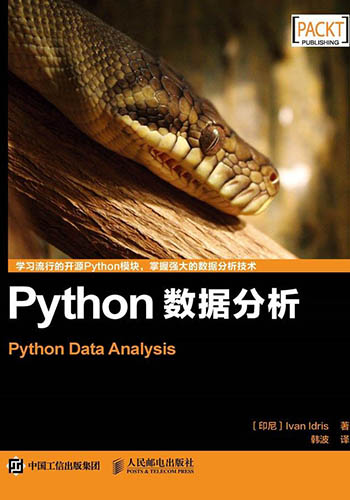 PACKT
PUBLISHING
学习流行的开源Python模块，掌握强大的数据分析技术
Python 数据分析
Python Data Analysis
［印尼］Ivan Idris 著
韩波 译
中国工信出版集团 人民邮电出版社
POSTS & TELECOM PRESS